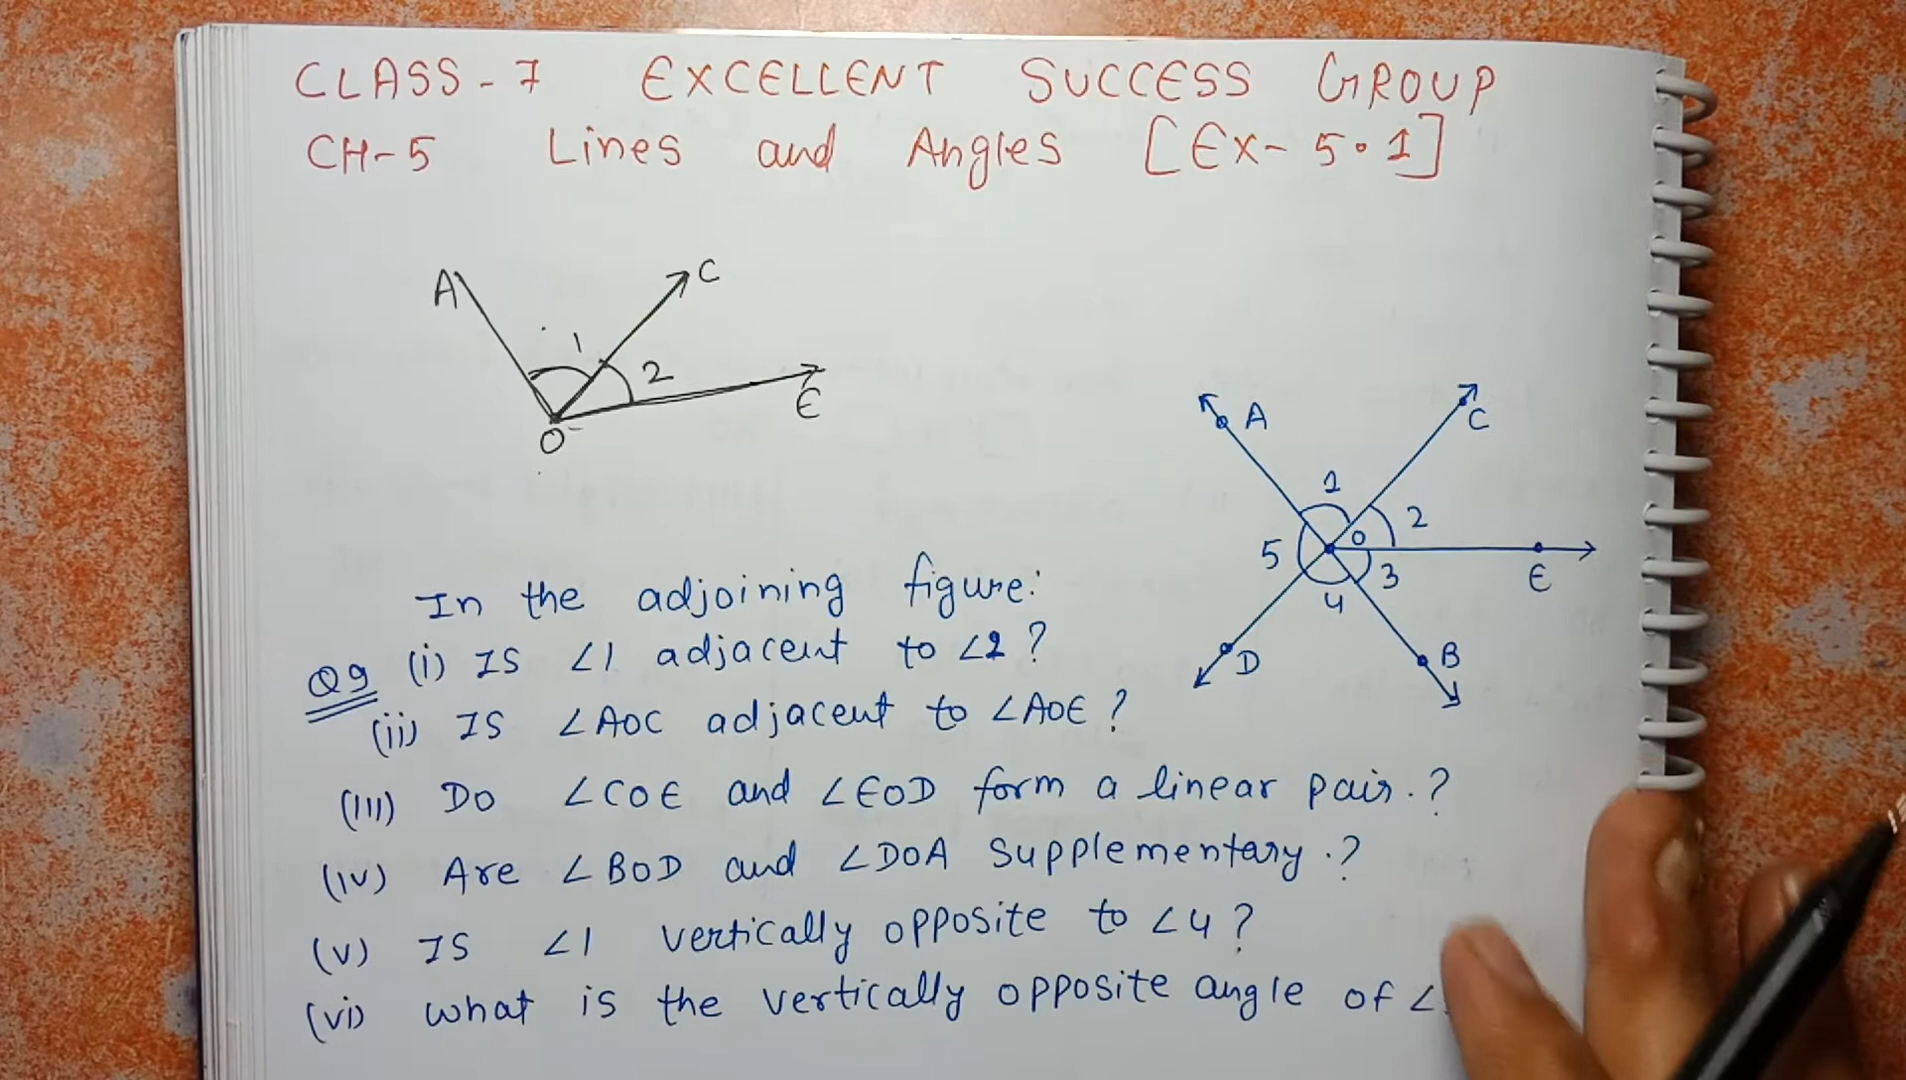 CLASS-7 EXCELLENT SUCCESS GROUP
CH-5 Lines and Angles [Ex-5.1]
A
C
1
2
E
O
A
C
1
2
O
5
3
E
4
D
B
In the adjoining figure:
Q9 (i) Is ∠1 adjacent to ∠2?
(ii) Is ∠AOC adjacent to ∠AOE?
(iii) Do ∠COE and ∠EOD form a linear pair.?
(iv) Are ∠BOD and ∠DOA supplementary.?
(v) Is ∠1 vertically opposite to ∠4?
(vi) What is the vertically opposite angle of ∠